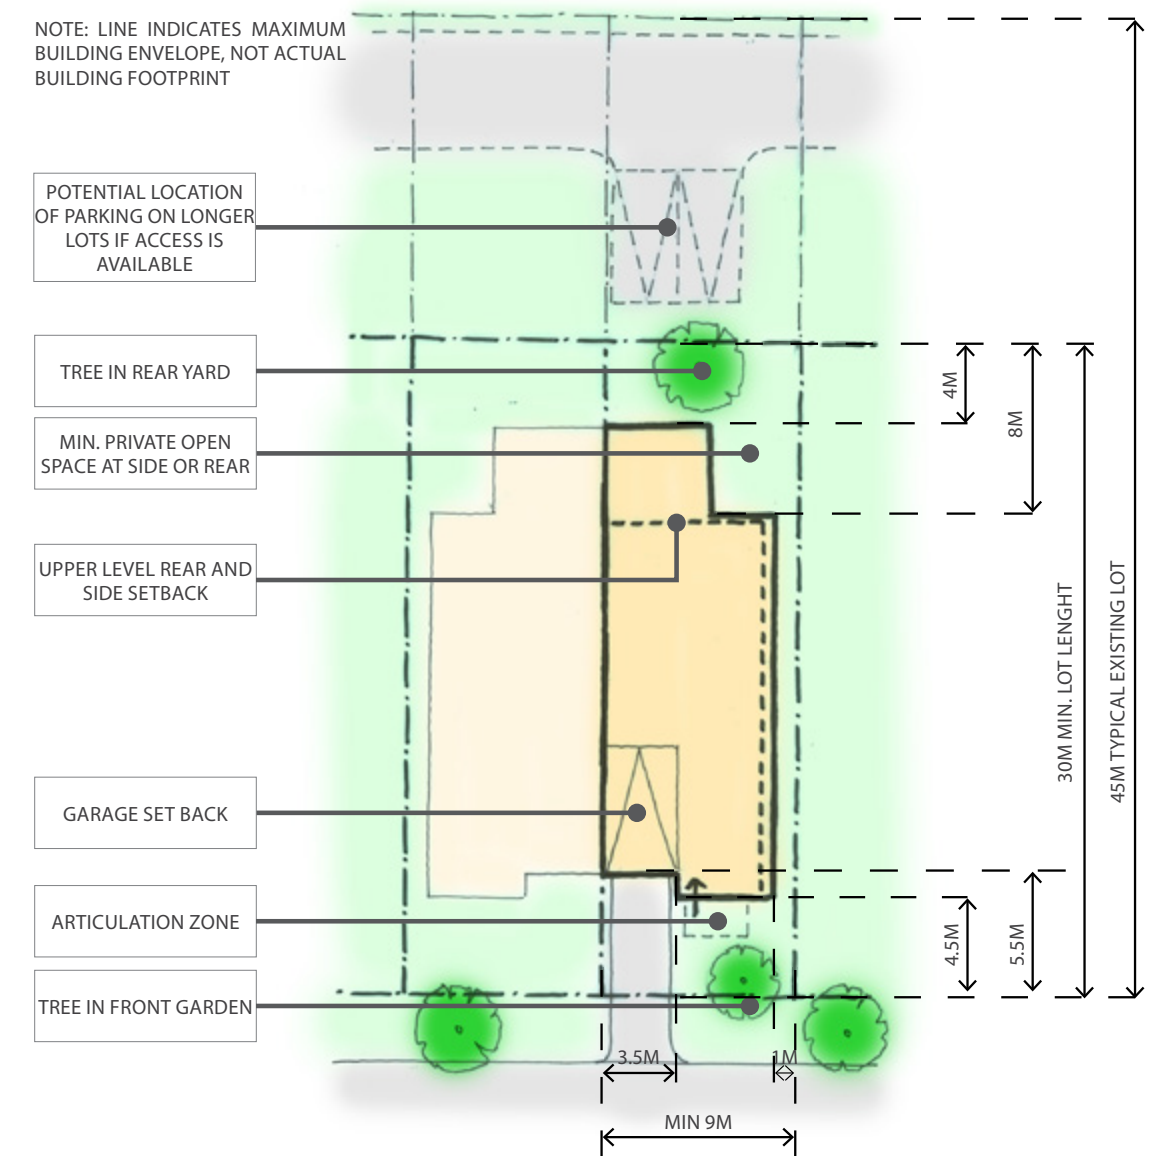 NOTE: LINE INDICATES MAXIMUM
BUILDING ENVELOPE, NOT ACTUAL
BUILDING FOOTPRINT
POTENTIAL LOCATION
OF PARKING ON LONGER
LOTS IF ACCESS IS
AVAILABLE
TREE IN REAR YARD
MIN. PRIVATE OPEN
SPACE AT SIDE OR REAR
UPPER LEVEL REAR AND
SIDE SETBACK
GARAGE SET BACK
ARTICULATION ZONE
TREE IN FRONT GARDEN
4M
8M
30M MIN. LOT LENGHT
45M TYPICAL EXISTING LOT
4.5M
5.5M
3.5M
1M
MIN 9M